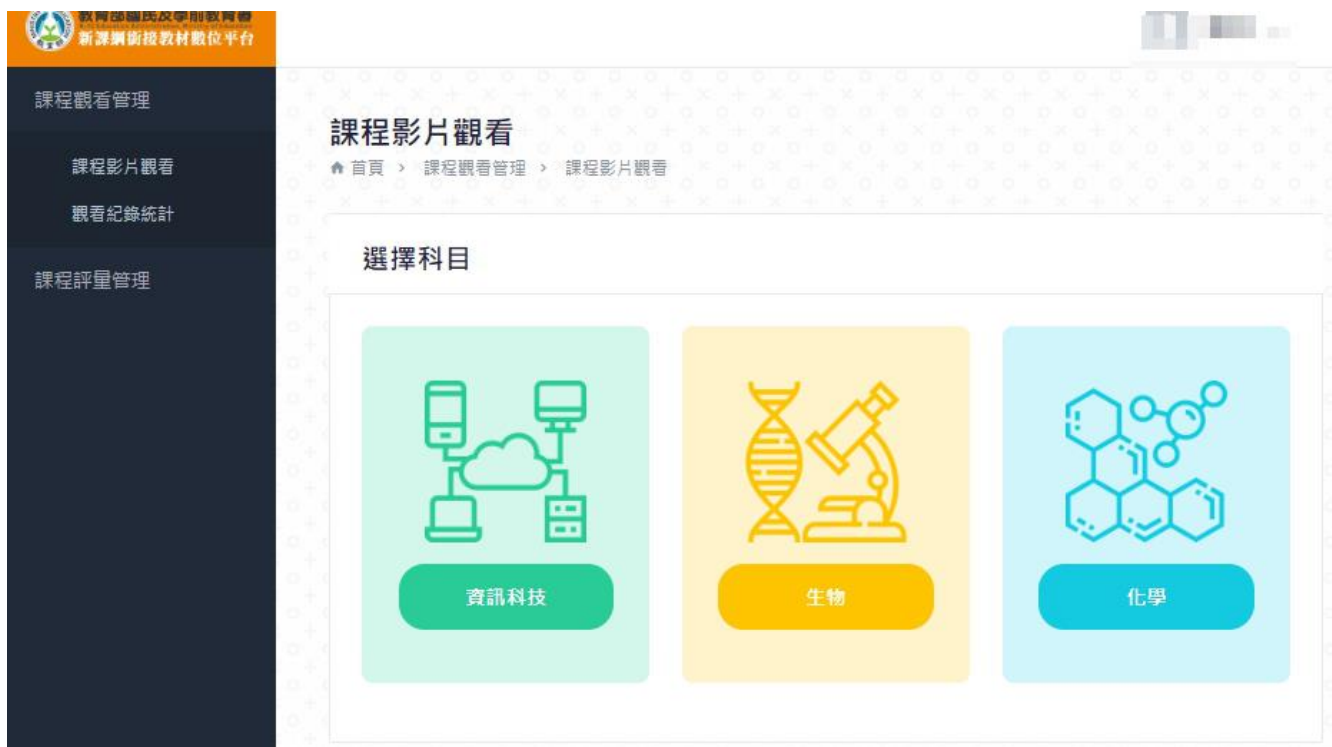 教育部國民及學前教育署
新課綱銜接教材數位平台
課程觀看管理
課程影片觀看
觀看紀錄統計
課程評量管理
課程影片觀看
首頁 > 課程觀看管理 > 課程影片觀看
選擇科目
資訊科技
生物
化學